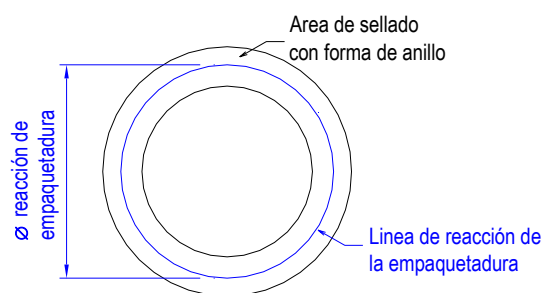 Area de sellado
con forma de anillo
Ø reacción de
empaquetadura
Linea de reacción de
la empaquetadura